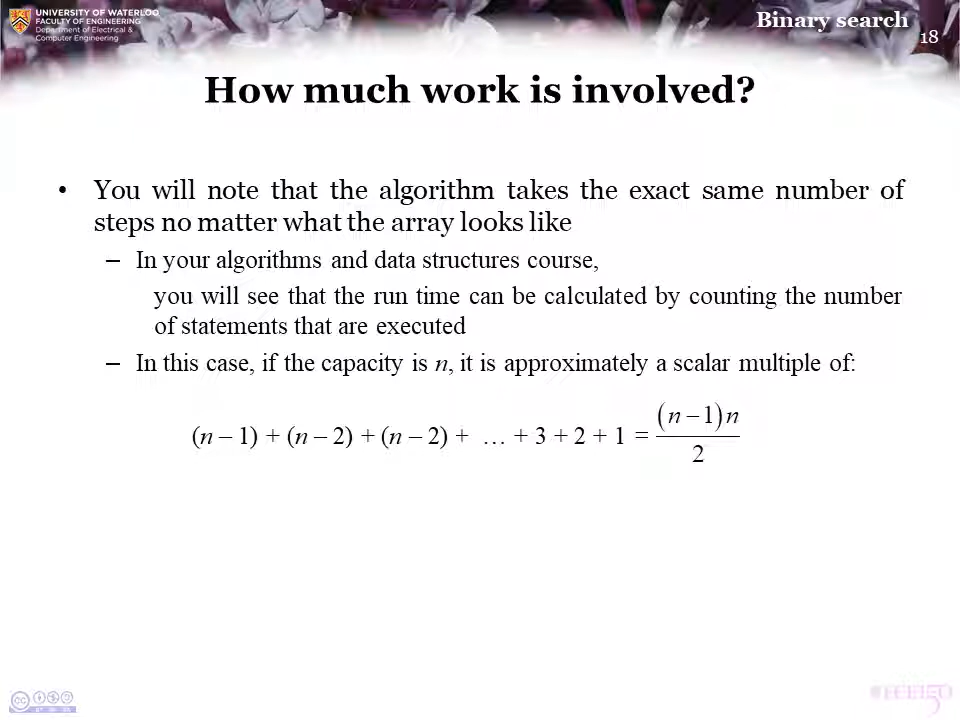 UNIVERSITY OF WATERLOO
FACULTY OF ENGINEERING
Department of Electrical &
Computer Engineering
Binary search
18
How much work is involved?
• You will note that the algorithm takes the exact same number of
steps no matter what the array looks like
– In your algorithms and data structures course,
you will see that the run time can be calculated by counting the number
of statements that are executed
– In this case, if the capacity is n, it is approximately a scalar multiple of:
(n – 1) + (n – 2) + (n – 2) + … + 3 + 2 + 1 = (n – 1)n / 2